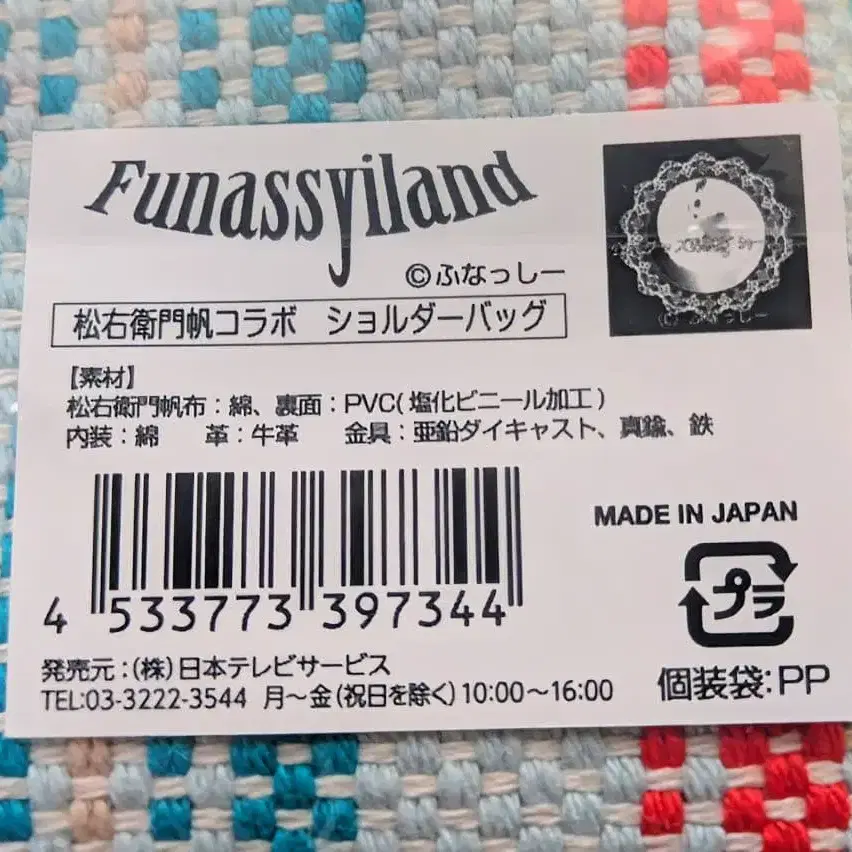 Funassyiland
©ふなっしー
松右衛門帆コラボ ショルダーバッグ
【素材】
松右衛門帆布:綿、裏面:PVC(塩化ビニール加工)
内装:綿 革:牛革 金具:亜鉛ダイキャスト、真鍮、鉄
4 533773 397344
MADE IN JAPAN
プラ
個装袋:PP
発売元:(株)日本テレビサービス
TEL:03-3222-3544 月～金(祝日を除く)10:00～16:00